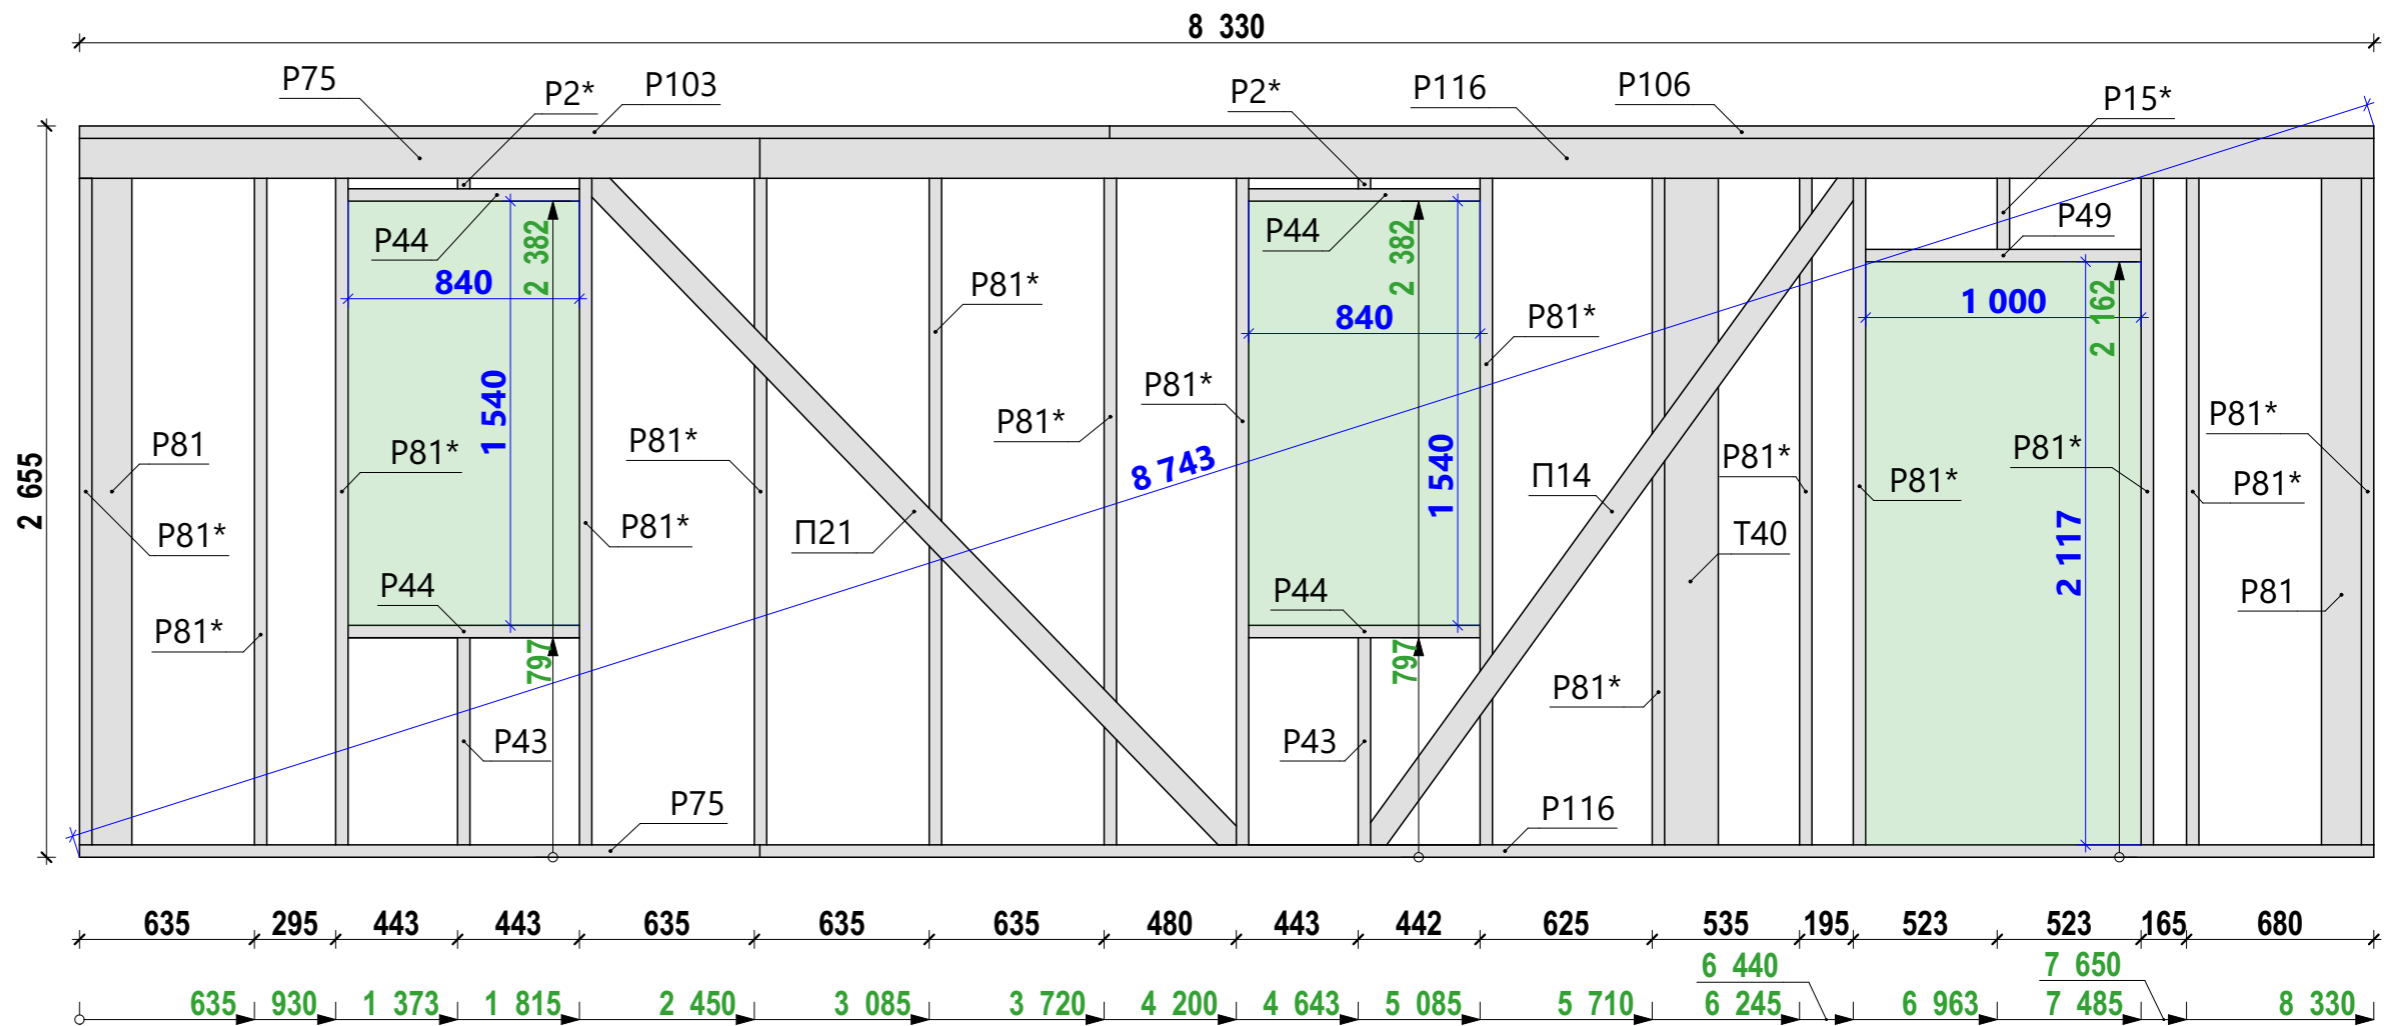 8 330
P75
P2*
P103
P2*
P116
P106
P15*
P44
2 382
P44
2 382
P49
840
P81*
840
P81*
1 000
2 162
1 540
P81*
P81*
P81
P81*
P81*
P81*
8 743
1 540
П14
P81*
P81*
P81*
P81*
2 655
P81*
P81*
П21
T40
P81*
2 117
P44
P44
P81
P81*
797
797
P81*
P43
P43
P75
P116
635 295 443 443 635 635 635 480 443 442 625 535 195 523 523 165 680
6 440 7 650
635 930 1 373 1 815 2 450 3 085 3 720 4 200 4 643 5 085 5 710 6 245 6 963 7 485 8 330